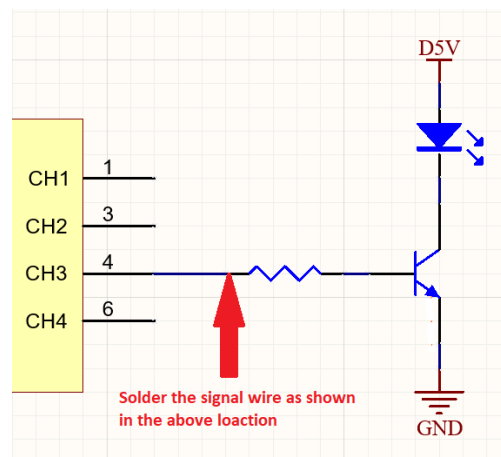 D5V
CH1
1
CH2
3
CH3
4
CH4
6
Solder the signal wire as shown
in the above loaction
GND